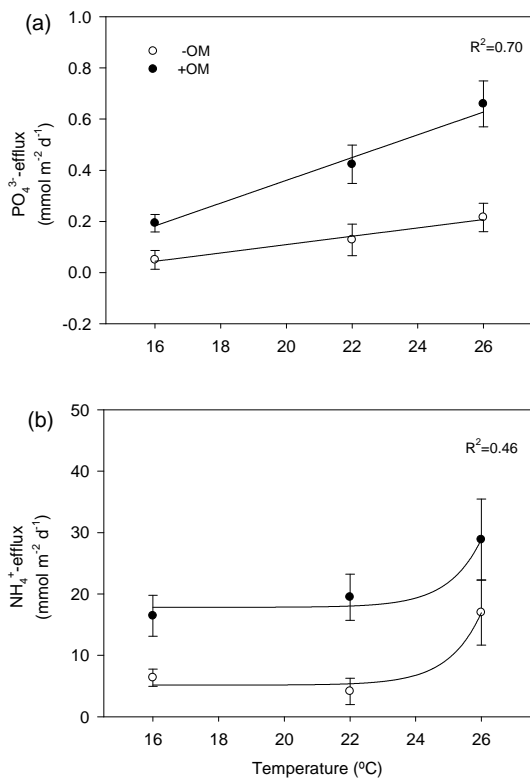 (a)
1.0
0.8
0.6
0.4
0.2
0.0
-0.2
-OM
+OM
R²=0.70
PO₄³⁻-efflux
(mmol m⁻² d⁻¹)
16 18 20 22 24 26
(b)
50
40
30
20
10
0
R²=0.46
NH₄⁺-efflux
(mmol m⁻² d⁻¹)
16 18 20 22 24 26
Temperature (ºC)